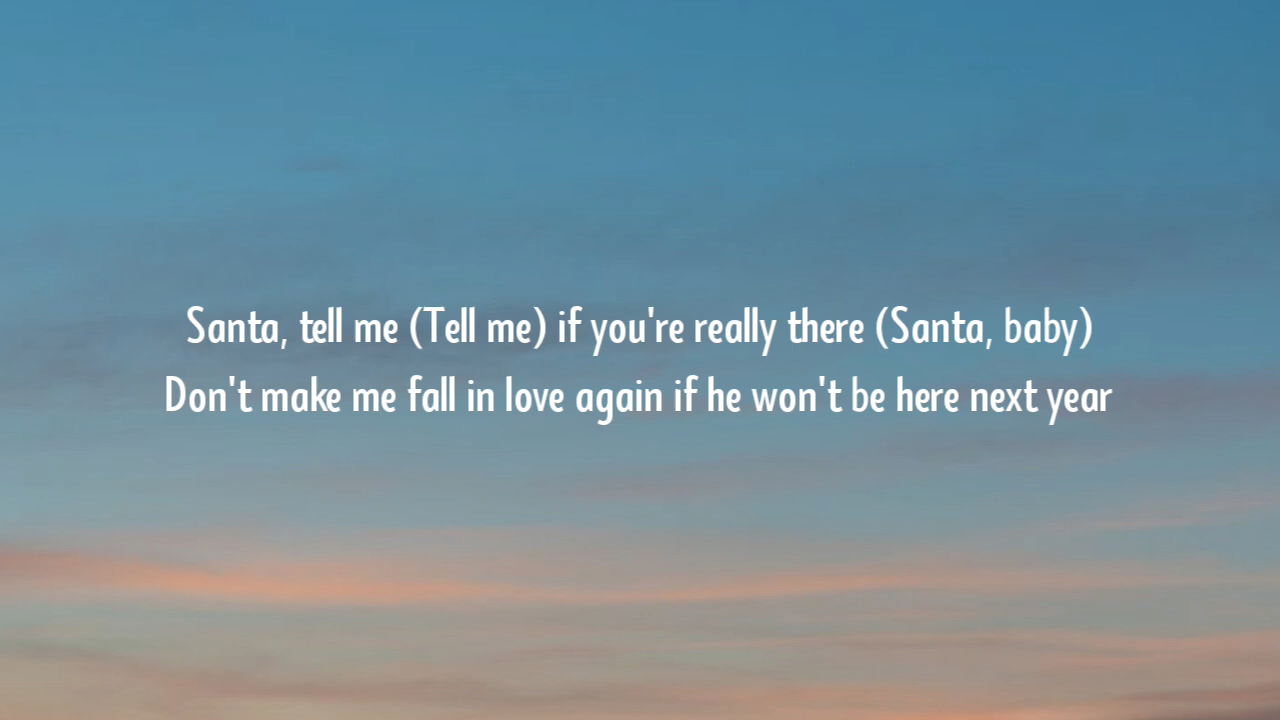 Santa, tell me (Tell me) if you're really there (Santa, baby)
Don't make me fall in love again if he won't be here next year